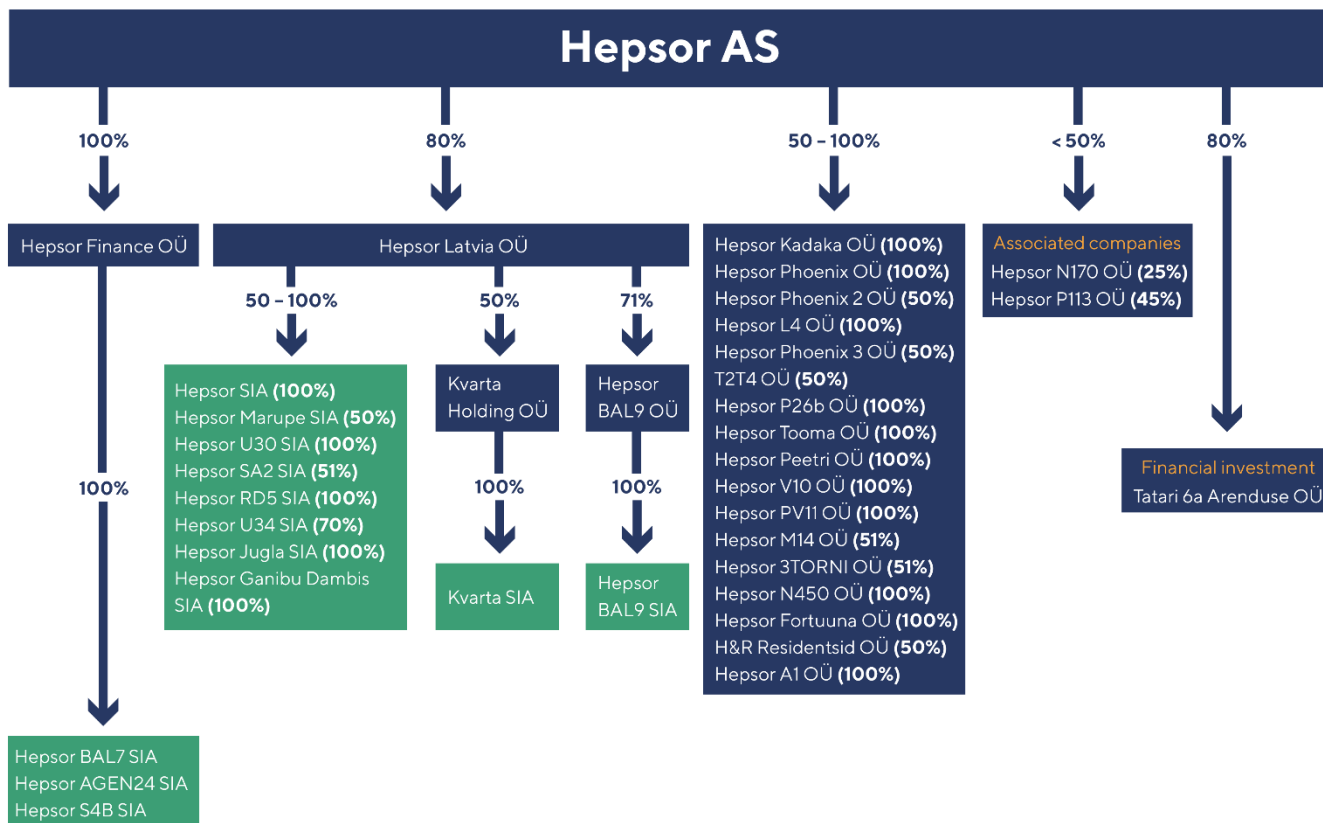 Hepsor AS
100%
80%
50 – 100%
< 50%
80%
Hepsor Finance OÜ
100%
Hepsor BAL7 SIA
Hepsor AGEN24 SIA
Hepsor S4B SIA
Hepsor Latvia OÜ
50 – 100%
50%
71%
Hepsor SIA (100%)
Hepsor Marupe SIA (50%)
Hepsor U30 SIA (100%)
Hepsor SA2 SIA (51%)
Hepsor RD5 SIA (100%)
Hepsor U34 SIA (70%)
Hepsor Jugla SIA (100%)
Hepsor Ganibu Dambis
SIA (100%)
Kvarta
Holding OÜ
100%
Kvarta SIA
Hepsor
BAL9 OÜ
100%
Hepsor
BAL9 SIA
Hepsor Kadaka OÜ (100%)
Hepsor Phoenix OÜ (100%)
Hepsor Phoenix 2 OÜ (50%)
Hepsor L4 OÜ (100%)
Hepsor Phoenix 3 OÜ (50%)
T2T4 OÜ (50%)
Hepsor P26b OÜ (100%)
Hepsor Tooma OÜ (100%)
Hepsor Peetri OÜ (100%)
Hepsor V10 OÜ (100%)
Hepsor PV11 OÜ (100%)
Hepsor M14 OÜ (51%)
Hepsor 3TORNI OÜ (51%)
Hepsor N450 OÜ (100%)
Hepsor Fortuuna OÜ (100%)
H&R Residentsid OÜ (50%)
Hepsor A1 OÜ (100%)
Associated companies
Hepsor N170 OÜ (25%)
Hepsor P113 OÜ (45%)
Financial investment
Tatari 6a Arenduse OÜ